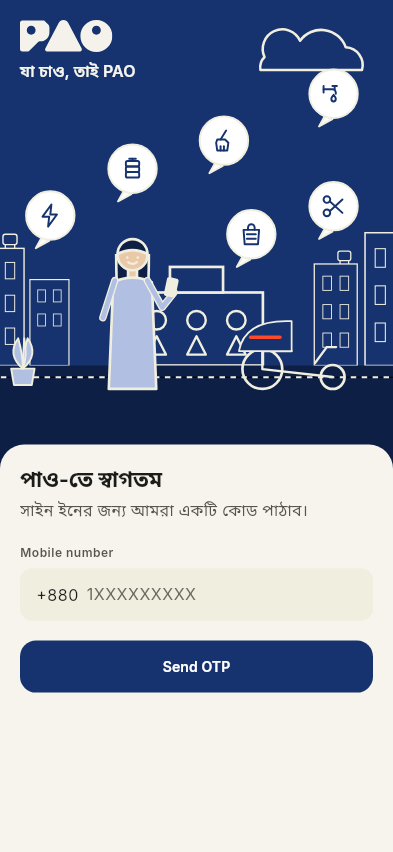 PAO
যা চাও, তাই PAO
পাও-তে স্বাগতম
সাইন ইনের জন্য আমরা একটি কোড পাঠাব।
Mobile number
+880 1XXXXXXXXX
Send OTP